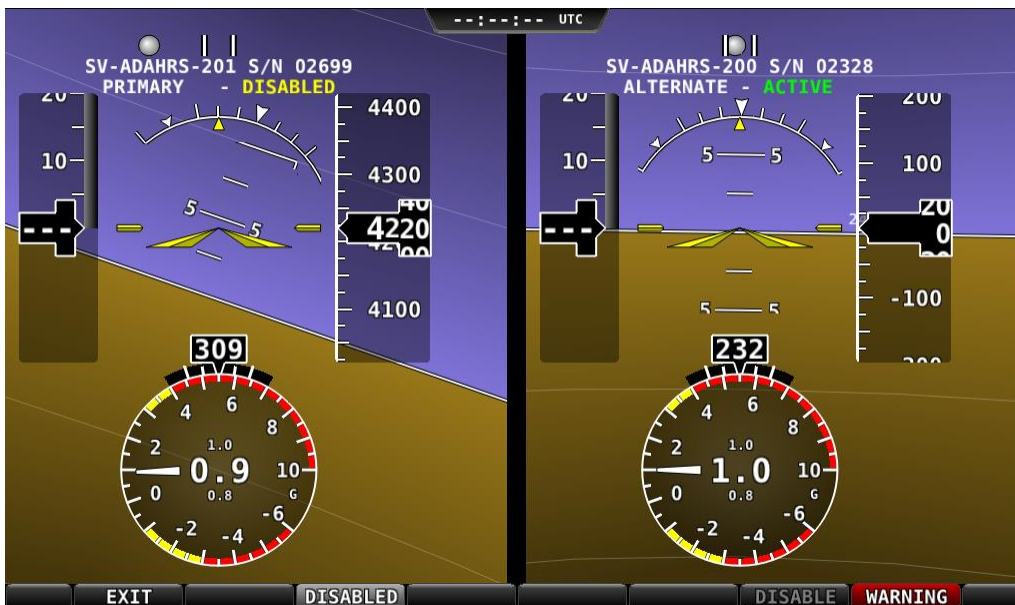 --:--:-- UTC
SV-ADAHRS-201 S/N 02699
PRIMARY - DISABLED
20
10
---
4400
4300
4220
4100
5 5
309
-6 -4 -2 0 2 4 6 8 10
1.0
0.9
0.8
G
SV-ADAHRS-200 S/N 02328
ALTERNATE - ACTIVE
20
10
---
200
100
20
0
-100
5 5
5 5
232
-6 -4 -2 0 2 4 6 8 10
1.0
1.0
0.8
G
EXIT
DISABLED
DISABLE
WARNING